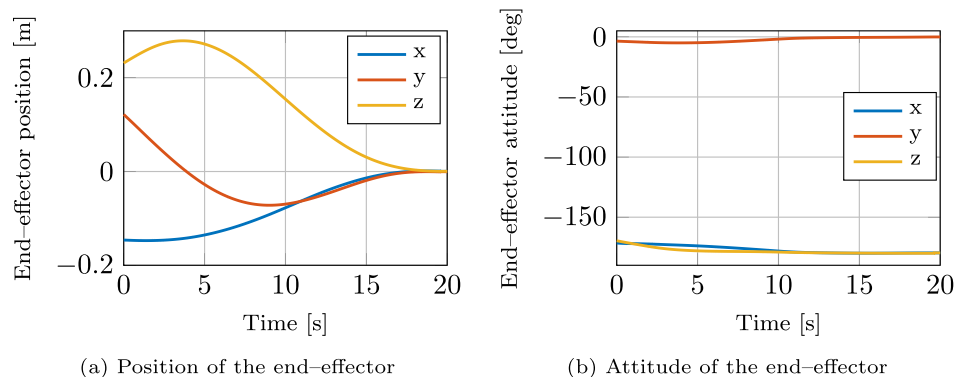 End–effector position [m]
0.2
0
−0.2
x
y
z
0
5
10
15
20
Time [s]
(a) Position of the end–effector
End–effector attitude [deg]
0
−50
−100
−150
x
y
z
0
5
10
15
20
Time [s]
(b) Attitude of the end–effector